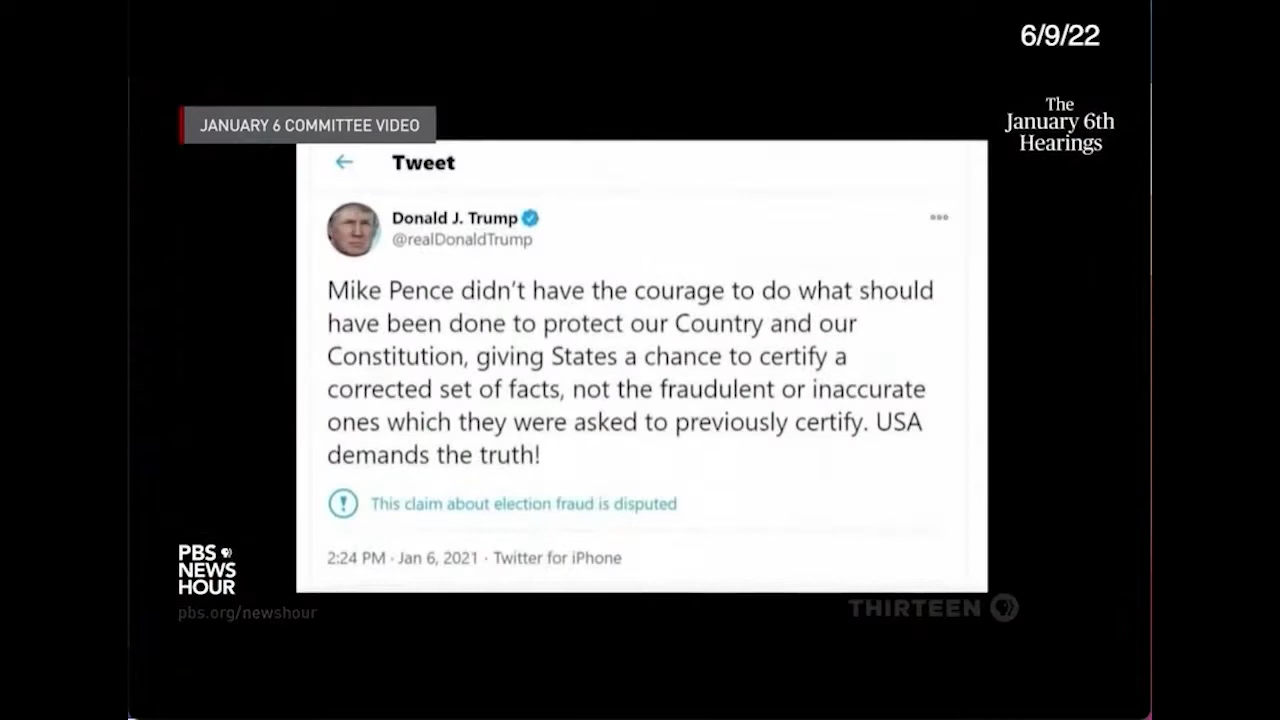 6/9/22
The
January 6th
Hearings
JANUARY 6 COMMITTEE VIDEO
Tweet
Donald J. Trump
@realDonaldTrump
Mike Pence didn't have the courage to do what should
have been done to protect our Country and our
Constitution, giving States a chance to certify a
corrected set of facts, not the fraudulent or inaccurate
ones which they were asked to previously certify. USA
demands the truth!
This claim about election fraud is disputed
2:24 PM · Jan 6, 2021 · Twitter for iPhone
PBS
NEWS
HOUR
pbs.org/newshour
THIRTEEN